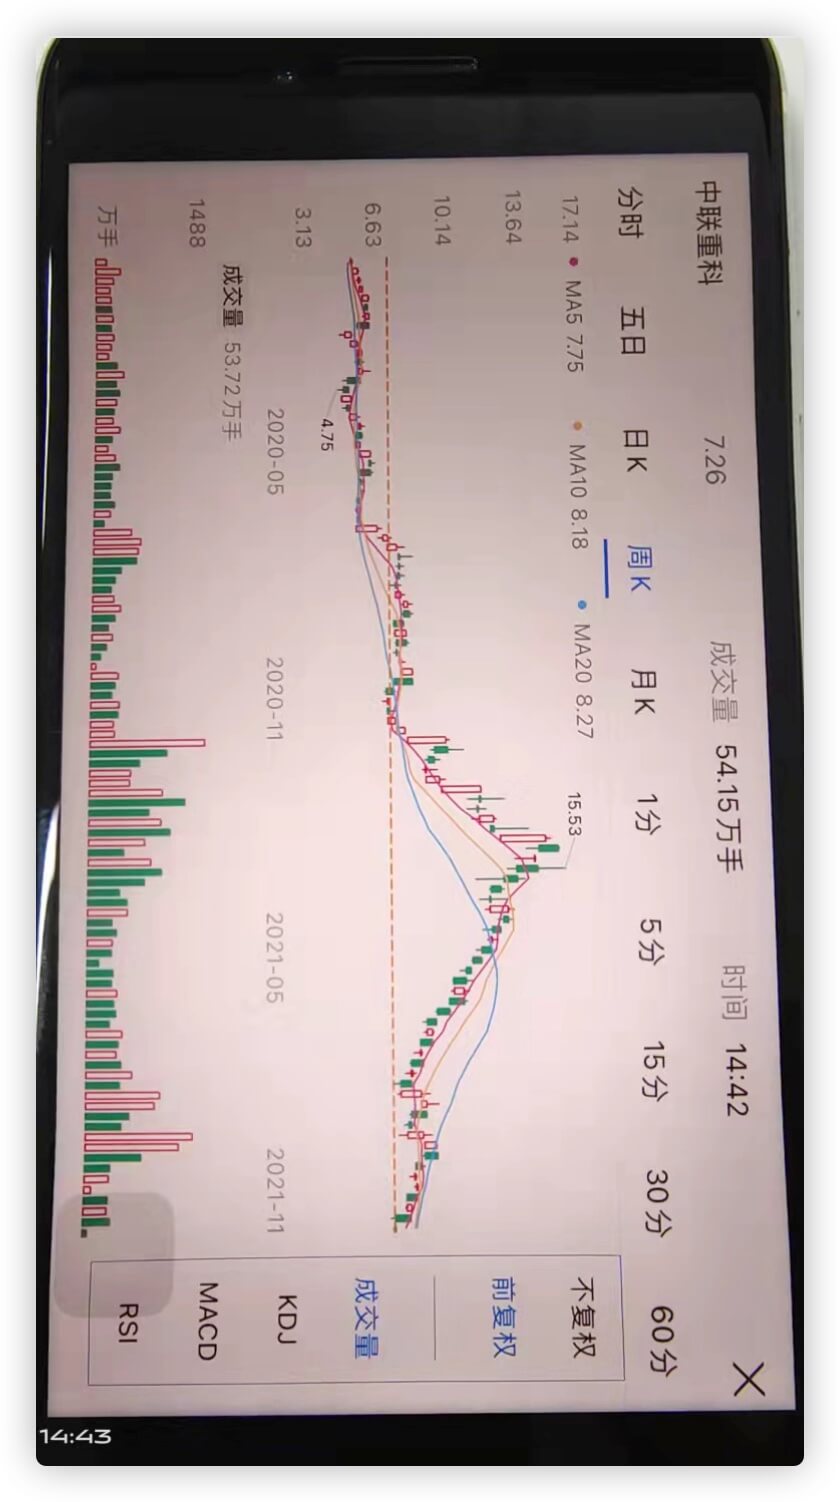 中联重科 7.26 成交量 54.15万手 时间 14:42
分时 五日 日K 周K 月K 1分 5分 15分 30分 60分
17.14 MA5 7.75 MA10 8.18 MA20 8.27
13.64
10.14
6.63
3.13
15.53
4.75
2020-05 2020-11 2021-05 2021-11
成交量 53.72万手
1488
万手
不复权
前复权
成交量
KDJ
MACD
RSI
14:43